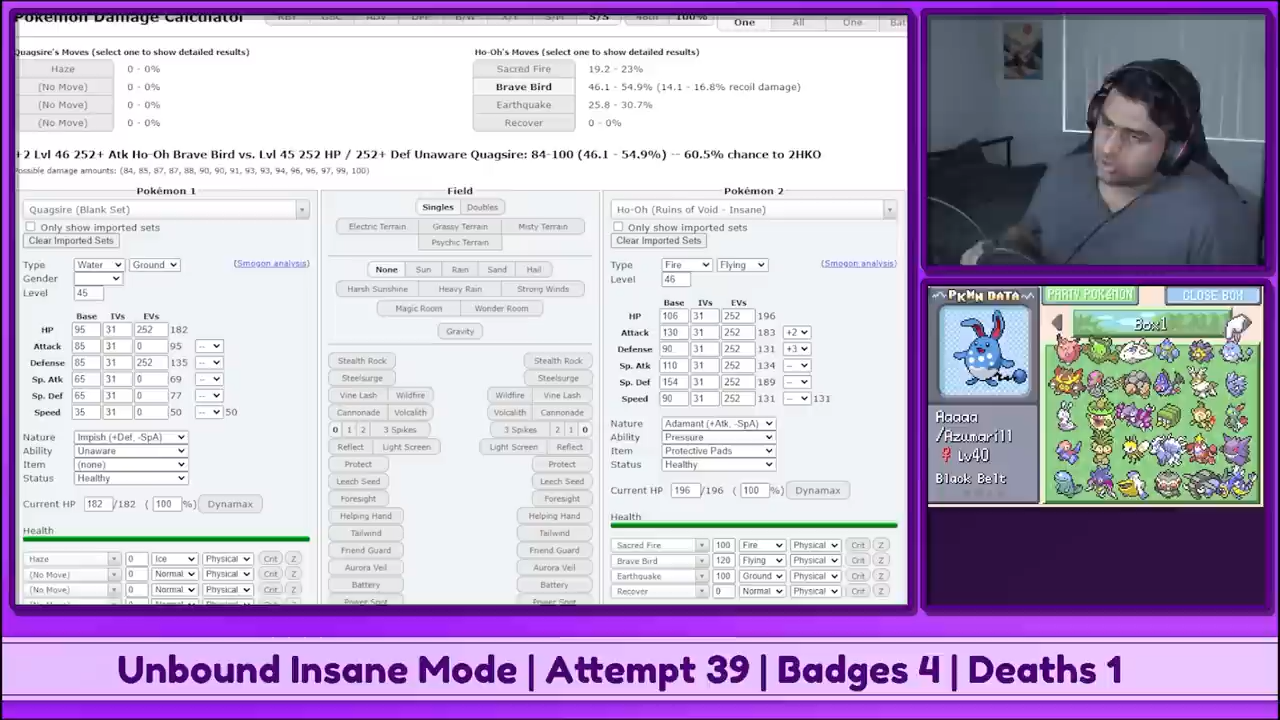 Pokémon Damage Calculator
One All One
100%
Quagsire's Moves (select one to show detailed results)
Haze 0 - 0%
(No Move) 0 - 0%
(No Move) 0 - 0%
(No Move) 0 - 0%
Ho-Oh's Moves (select one to show detailed results)
Sacred Fire 19.2 - 23%
Brave Bird 46.1 - 54.9% (14.1 - 16.8% recoil damage)
Earthquake 25.8 - 30.7%
Recover 0 - 0%
+2 Lvl 46 252+ Atk Ho-Oh Brave Bird vs. Lvl 45 252 HP / 252+ Def Unaware Quagsire: 84-100 (46.1 - 54.9%) -- 60.5% chance to 2HKO
Possible damage amounts: (84, 85, 87, 87, 88, 90, 90, 91, 93, 93, 94, 96, 96, 97, 99, 100)
Pokémon 1
Quagsire (Blank Set)
Only show imported sets
Clear Imported Sets
Type Water Ground (Smogon analysis)
Gender
Level 45
Base IVs EVs
HP 95 31 252 182
Attack 85 31 0 95 --
Defense 85 31 252 135 --
Sp. Atk 65 31 0 69 --
Sp. Def 65 31 0 77 --
Speed 35 31 0 50 -- 50
Nature Impish (+Def, -SpA)
Ability Unaware
Item (none)
Status Healthy
Current HP 182 /182 ( 100 %) Dynamax
Health
Haze 0 Ice Physical Crit Z
(No Move) 0 Normal Physical Crit Z
(No Move) 0 Normal Physical Crit Z
Field
Singles Doubles
Electric Terrain Grassy Terrain Misty Terrain
Psychic Terrain
None Sun Rain Sand Hail
Harsh Sunshine Heavy Rain Strong Winds
Magic Room Wonder Room
Gravity
Stealth Rock Stealth Rock
Steelsurge Steelsurge
Vine Lash Wildfire Wildfire Vine Lash
Cannonade Volcalith Volcalith Cannonade
0 1 2 3 Spikes 3 Spikes 2 1 0
Reflect Light Screen Light Screen Reflect
Protect Protect
Leech Seed Leech Seed
Foresight Foresight
Helping Hand Helping Hand
Tailwind Tailwind
Friend Guard Friend Guard
Aurora Veil Aurora Veil
Battery Battery
Power Spot Power Spot
Pokémon 2
Ho-Oh (Ruins of Void - Insane)
Only show imported sets
Clear Imported Sets
Type Fire Flying (Smogon analysis)
Level 46
Base IVs EVs
HP 106 31 252 196
Attack 130 31 252 183 +2
Defense 90 31 252 131 +3
Sp. Atk 110 31 252 134 --
Sp. Def 154 31 252 189 --
Speed 90 31 252 131 -- 131
Nature Adamant (+Atk, -SpA)
Ability Pressure
Item Protective Pads
Status Healthy
Current HP 196 /196 ( 100 %) Dynamax
Health
Sacred Fire 100 Fire Physical Crit Z
Brave Bird 120 Flying Physical Crit Z
Earthquake 100 Ground Physical Crit Z
Recover 0 Normal Physical Crit Z
PKMN DATA
PARTY POKéMON
CLOSE BOX
Box1
Aaaaa
/Azumarill
♀ Lv40
Black Belt
Unbound Insane Mode | Attempt 39 | Badges 4 | Deaths 1